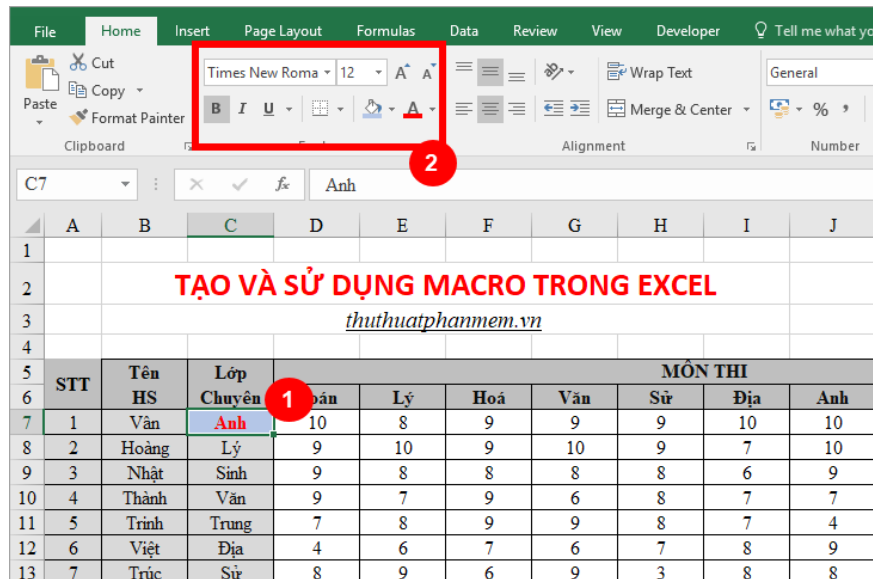 File Home Insert Page Layout Formulas Data Review View Developer Tell me what yo
Cut
Times New Roma 12 A A Wrap Text General
Copy
Paste B I U A Merge & Center % ,
Format Painter
Clipboard Alignment Number
2
C7 fx Anh
A B C D E F G H I J
1
2 TẠO VÀ SỬ DỤNG MACRO TRONG EXCEL
3 thuthuatphanmem.vn
4
5 STT Tên Lớp MÔN THI
6 HS Chuyên 1 oán Lý Hoá Văn Sử Địa Anh
7 1 Vân Anh 10 8 9 9 9 10 10
8 2 Hoàng Lý 9 10 9 10 9 7 10
9 3 Nhật Sinh 9 8 8 8 8 6 9
10 4 Thành Văn 9 7 9 6 8 7 7
11 5 Trinh Trung 7 8 9 9 8 7 4
12 6 Việt Địa 4 6 7 6 7 8 9
13 7 Trúc Sử 8 9 6 9 3 8 8